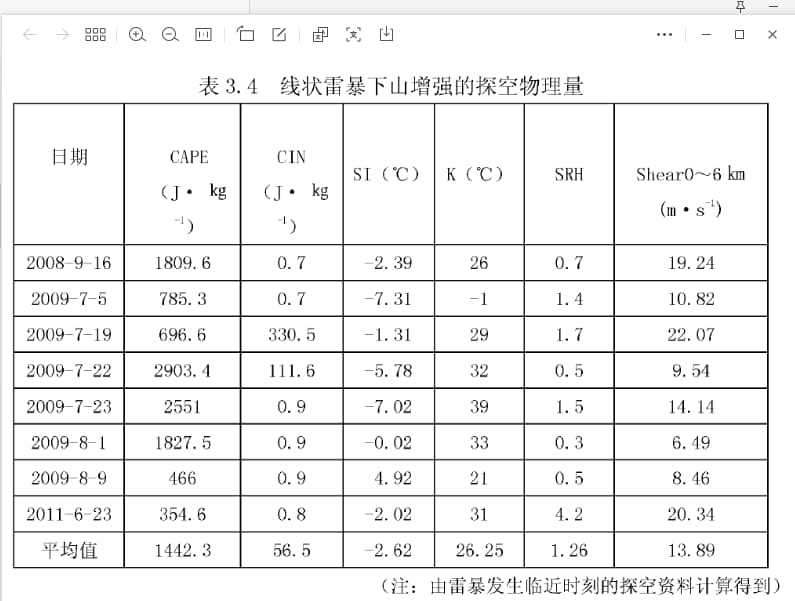 表 3.4 线状雷暴下山增强的探空物理量
日期 CAPE (J· kg -1) CIN (J· kg -1) SI (℃) K (℃) SRH Shear0～6 km (m·s-1)
2008-9-16 1809.6 0.7 -2.39 26 0.7 19.24
2009-7-5 785.3 0.7 -7.31 -1 1.4 10.82
2009-7-19 696.6 330.5 -1.31 29 1.7 22.07
2009-7-22 2903.4 111.6 -5.78 32 0.5 9.54
2009-7-23 2551 0.9 -7.02 39 1.5 14.14
2009-8-1 1827.5 0.9 -0.02 33 0.3 6.49
2009-8-9 466 0.9 4.92 21 0.5 8.46
2011-6-23 354.6 0.8 -2.02 31 4.2 20.34
平均值 1442.3 56.5 -2.62 26.25 1.26 13.89
（注：由雷暴发生临近时刻的探空资料计算得到）